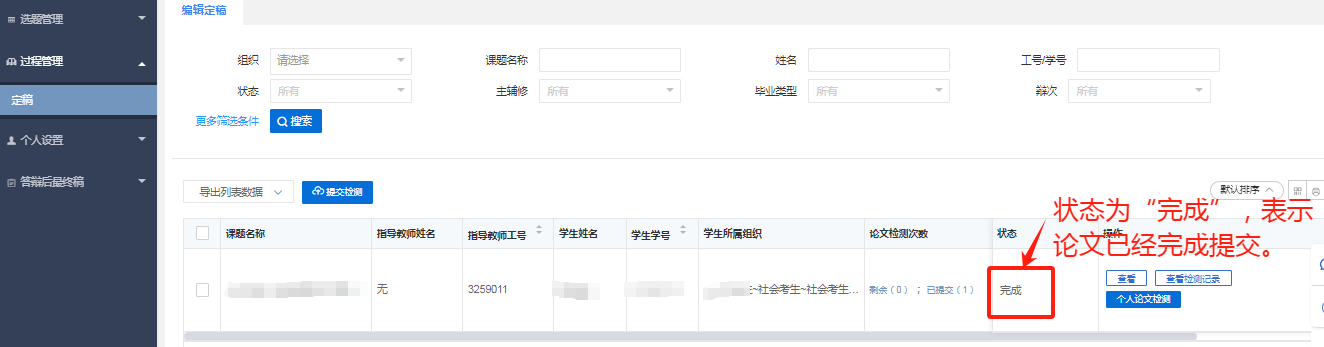 选题管理
过程管理
定稿
个人设置
答辩后最终稿
编辑定稿
组织 请选择 课题名称 姓名 工号/学号
状态 所有 主辅修 所有 毕业类型 所有 辩次 所有
更多筛选条件 搜索
导出列表数据 提交检测 默认排序
状态为“完成”，表示
论文已经完成提交。
课题名称 指导教师姓名 指导教师工号 学生姓名 学生学号 学生所属组织 论文检测次数 状态 操作
无 3259011 ~社会考生~社会考生... 剩余（0）；已提交（1） 完成
查看 查看检测记录
个人论文检测